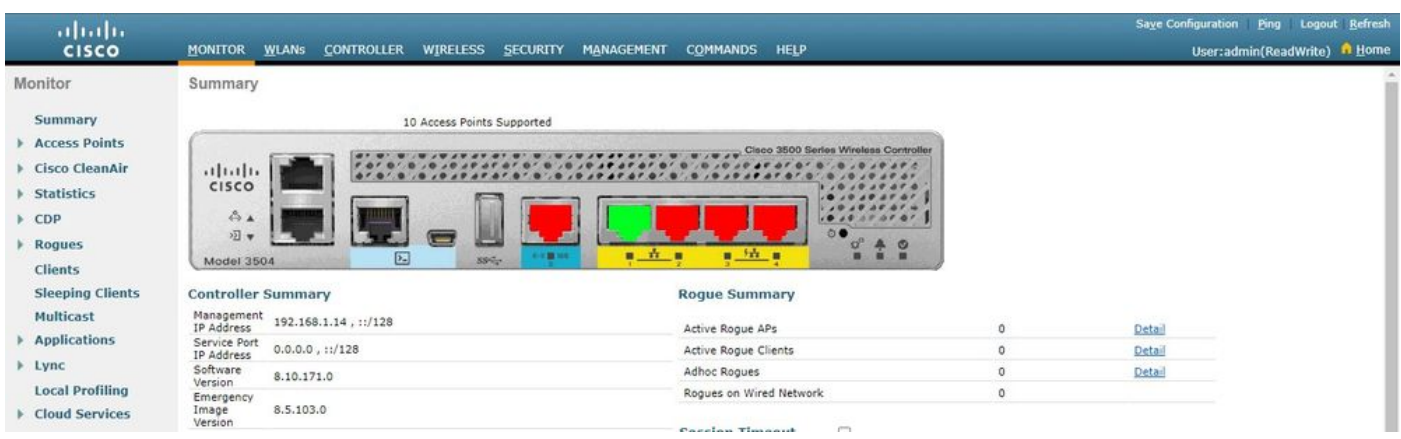 Save Configuration | Ping | Logout | Refresh
CISCO
MONITOR WLANs CONTROLLER WIRELESS SECURITY MANAGEMENT COMMANDS HELP
User:admin(ReadWrite) Home
Monitor
Summary
Access Points
Cisco CleanAir
Statistics
CDP
Rogues
Clients
Sleeping Clients
Multicast
Applications
Lync
Local Profiling
Cloud Services
Summary
10 Access Points Supported
Cisco 3500 Series Wireless Controller
CISCO
Model 3504
1 2 3 4
Controller Summary
Management IP Address 192.168.1.14 , ::/128
Service Port IP Address 0.0.0.0 , ::/128
Software Version 8.10.171.0
Emergency Image Version 8.5.103.0
Rogue Summary
Active Rogue APs 0 Detail
Active Rogue Clients 0 Detail
Adhoc Rogues 0 Detail
Rogues on Wired Network 0
Session Timeout